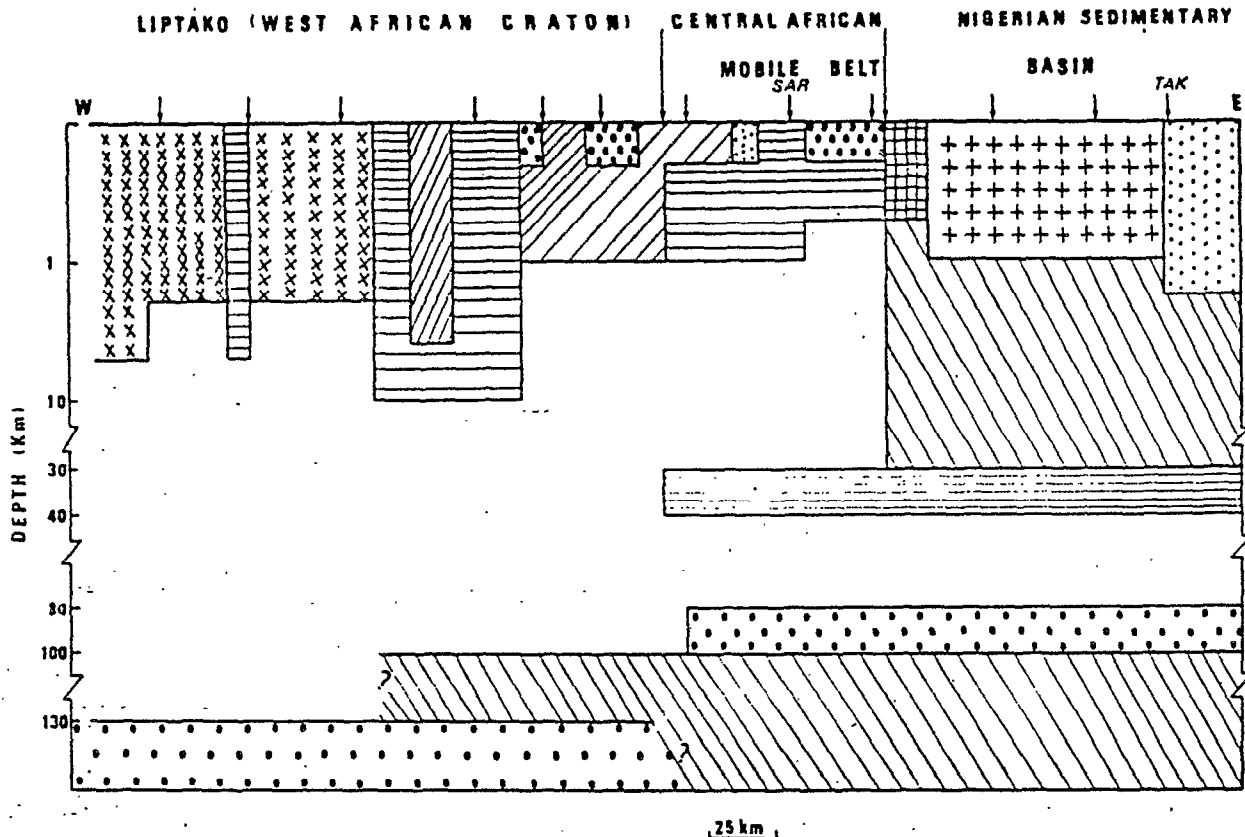 LIPTAKO (WEST AFRICAN CRATON) CENTRAL AFRICAN NIGERIAN SEDIMENTARY
MOBILE BELT BASIN
SAR TAK
W E
1
10
30
40
80
100
130
DEPTH (Km)
?
?
25 km